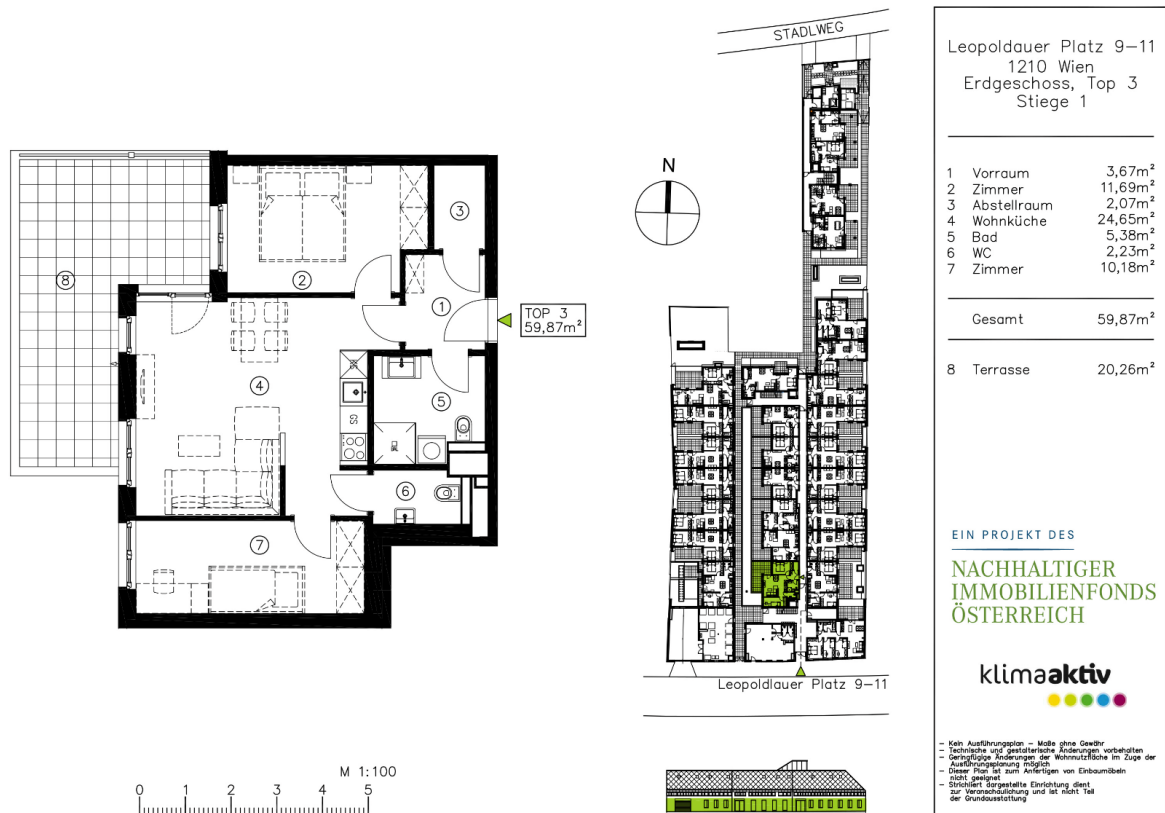 STADLWEG
N
Leopoldlauer Platz 9–11
1
2
3
4
5
6
7
8
TOP 3
59,87m²
KS
GS
M 1:100
0 1 2 3 4 5
Leopoldauer Platz 9–11
1210 Wien
Erdgeschoss, Top 3
Stiege 1
1 Vorraum 3,67m²
2 Zimmer 11,69m²
3 Abstellraum 2,07m²
4 Wohnküche 24,65m²
5 Bad 5,38m²
6 WC 2,23m²
7 Zimmer 10,18m²
Gesamt 59,87m²
8 Terrasse 20,26m²
EIN PROJEKT DES
NACHHALTIGER
IMMOBILIENFONDS
ÖSTERREICH
klimaaktiv
– Kein Ausführungsplan – Maße ohne Gewähr
– Technische und gestalterische Änderungen vorbehalten
– Geringfügige Änderungen der Wohnnutzfläche im Zuge der
Ausführungsplanung möglich
– Dieser Plan ist zum Anfertigen von Einbaumöbeln
nicht geeignet
– Strichliert dargestellte Einrichtung dient
zur Veranschaulichung und ist nicht Teil
der Grundausstattung